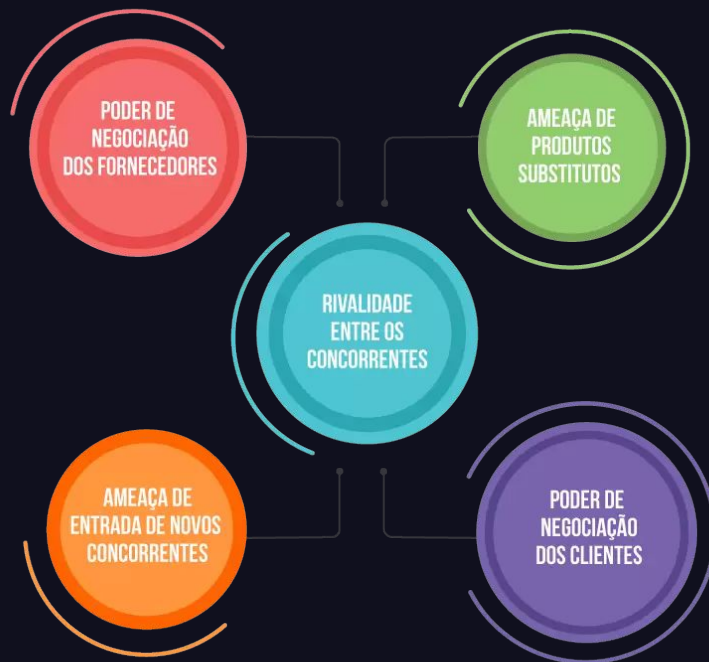 PODER DE
NEGOCIAÇÃO
DOS FORNECEDORES
AMEAÇA DE
PRODUTOS
SUBSTITUTOS
RIVALIDADE
ENTRE OS
CONCORRENTES
AMEAÇA DE
ENTRADA DE NOVOS
CONCORRENTES
PODER DE
NEGOCIAÇÃO
DOS CLIENTES